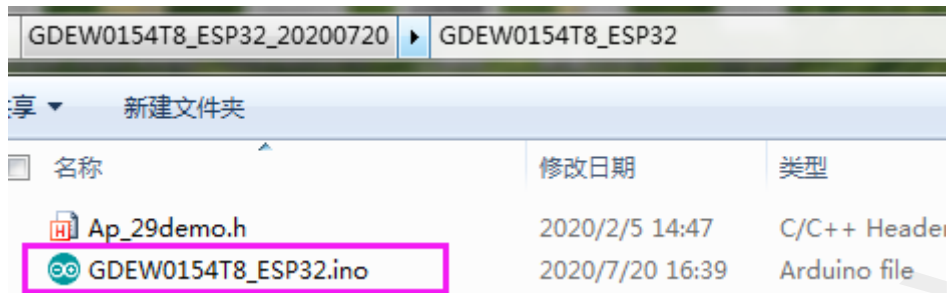 GDEW0154T8_ESP32_20200720 ▸ GDEW0154T8_ESP32
享 ▼ 新建文件夹
名称 修改日期 类型
Ap_29demo.h 2020/2/5 14:47 C/C++ Header
GDEW0154T8_ESP32.ino 2020/7/20 16:39 Arduino file